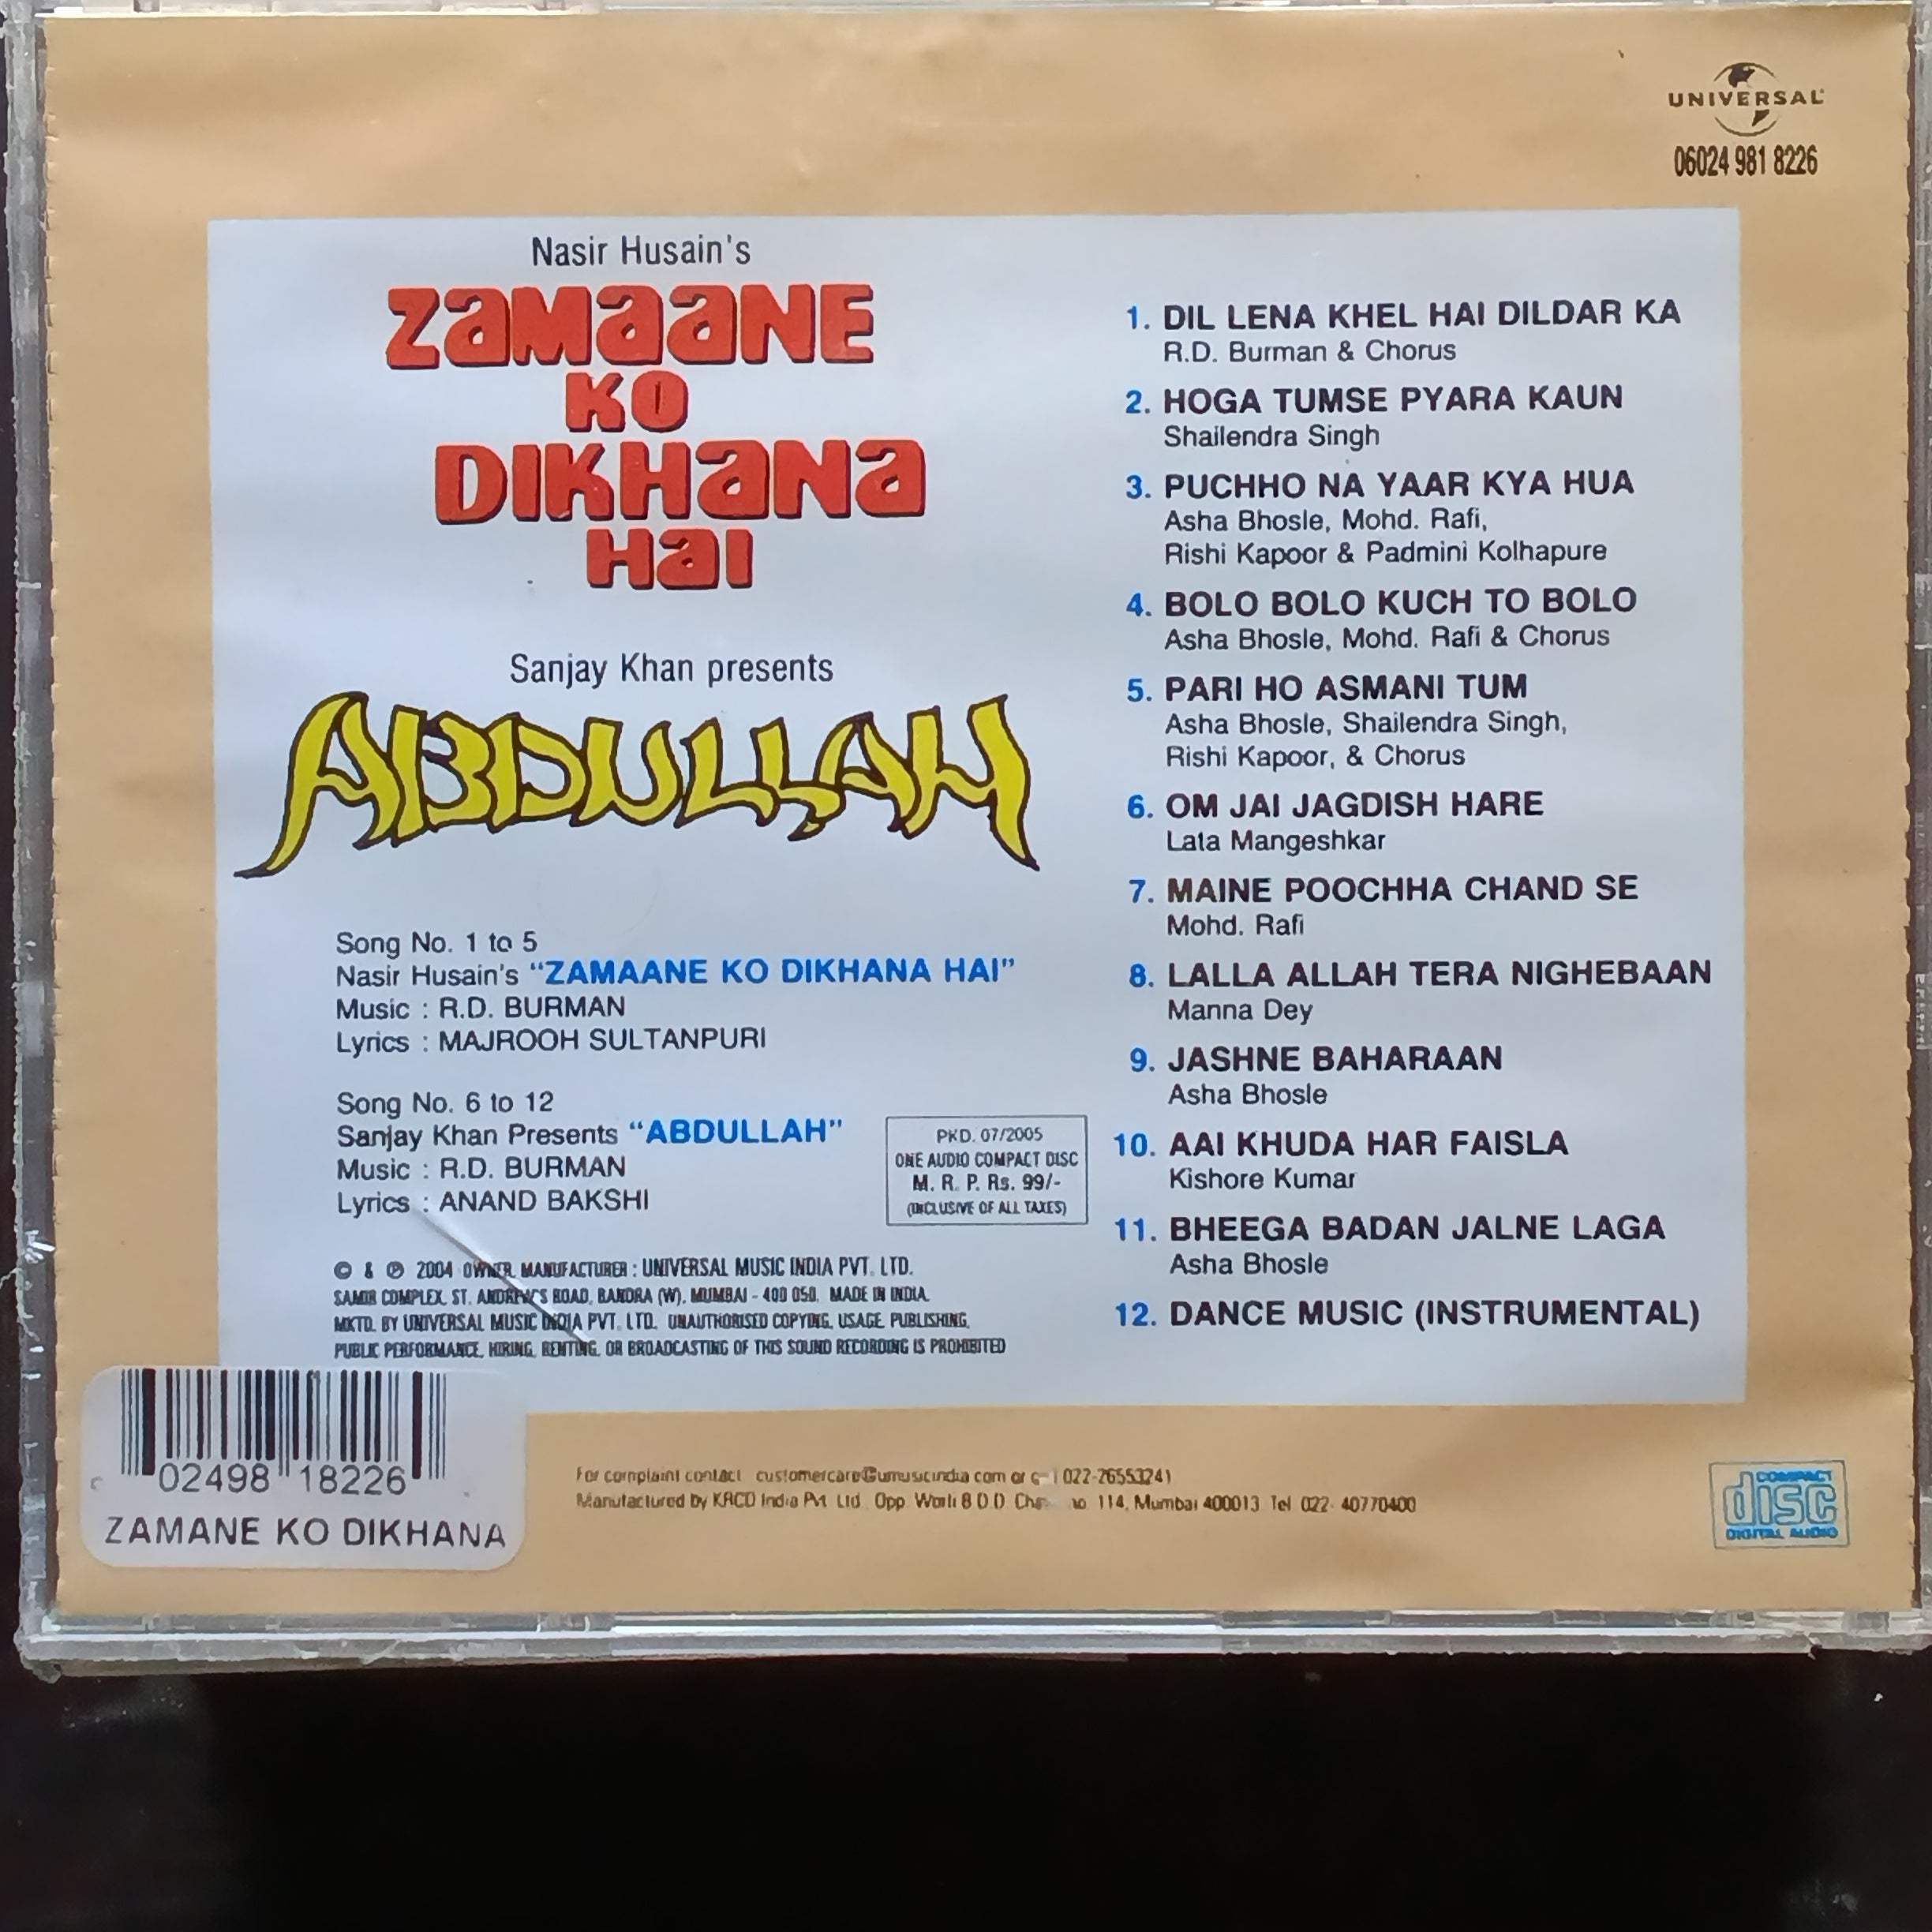 UNIVERSAL
06024 981 8226
Nasir Husain's
ZAMAANE
KO
DIKHANA
HAI
Sanjay Khan presents
ABDULLAH
Song No. 1 to 5
Nasir Husain's "ZAMAANE KO DIKHANA HAI"
Music : R.D. BURMAN
Lyrics : MAJROOH SULTANPURI
Song No. 6 to 12
Sanjay Khan Presents "ABDULLAH"
Music : R.D. BURMAN
Lyrics : ANAND BAKSHI
PKD. 07/2005
ONE AUDIO COMPACT DISC
M. R. P. Rs. 99/-
(INCLUSIVE OF ALL TAXES)
© & ℗ 2004 OWNER, MANUFACTURER : UNIVERSAL MUSIC INDIA PVT. LTD.
SAMIR COMPLEX, ST. ANDREW'S ROAD, BANDRA (W), MUMBAI - 400 050. MADE IN INDIA.
MKTD. BY UNIVERSAL MUSIC INDIA PVT. LTD. UNAUTHORISED COPYING, USAGE, PUBLISHING,
PUBLIC PERFORMANCE, HIRING, RENTING, OR BROADCASTING OF THIS SOUND RECORDING IS PROHIBITED
1. DIL LENA KHEL HAI DILDAR KA
R.D. Burman & Chorus
2. HOGA TUMSE PYARA KAUN
Shailendra Singh
3. PUCHHO NA YAAR KYA HUA
Asha Bhosle, Mohd. Rafi,
Rishi Kapoor & Padmini Kolhapure
4. BOLO BOLO KUCH TO BOLO
Asha Bhosle, Mohd. Rafi & Chorus
5. PARI HO ASMANI TUM
Asha Bhosle, Shailendra Singh,
Rishi Kapoor, & Chorus
6. OM JAI JAGDISH HARE
Lata Mangeshkar
7. MAINE POOCHHA CHAND SE
Mohd. Rafi
8. LALLA ALLAH TERA NIGHEBAAN
Manna Dey
9. JASHNE BAHARAAN
Asha Bhosle
10. AAI KHUDA HAR FAISLA
Kishore Kumar
11. BHEEGA BADAN JALNE LAGA
Asha Bhosle
12. DANCE MUSIC (INSTRUMENTAL)
02498 18226
ZAMANE KO DIKHANA
For complaint contact customercare@umusicindia.com or 022-26553241
Manufactured by KRCD India Pvt. Ltd. Opp. Worli B.D.D. no. 114, Mumbai 400013 Tel 022- 40770400
COMPACT
disc
DIGITAL AUDIO